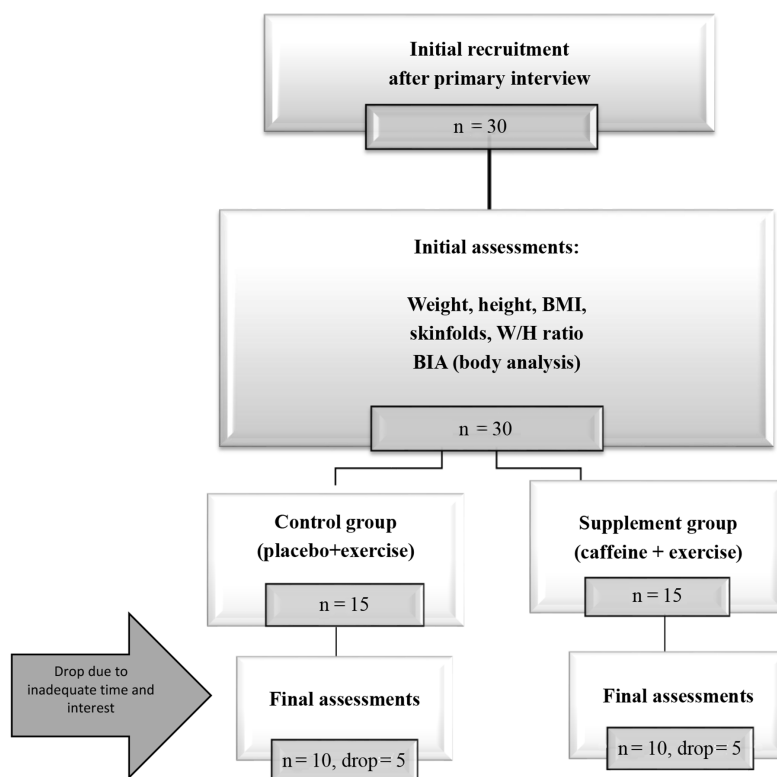 Initial recruitment
after primary interview
n = 30
Initial assessments:
Weight, height, BMI,
skinfolds, W/H ratio
BIA (body analysis)
n = 30
Control group
(placebo+exercise)
n = 15
Supplement group
(caffeine + exercise)
n = 15
Drop due to
inadequate time and
interest
Final assessments
n = 10, drop = 5
Final assessments
n = 10, drop = 5